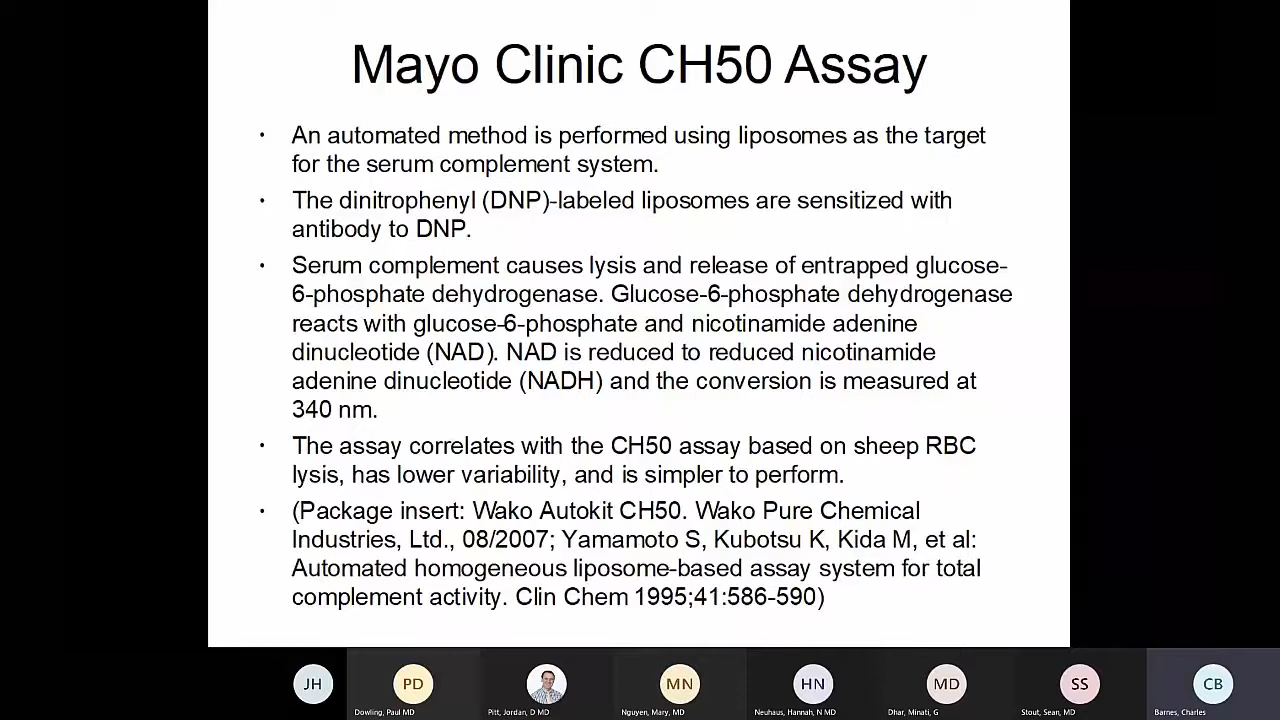 Mayo Clinic CH50 Assay
• An automated method is performed using liposomes as the target
for the serum complement system.
• The dinitrophenyl (DNP)-labeled liposomes are sensitized with
antibody to DNP.
• Serum complement causes lysis and release of entrapped glucose-
6-phosphate dehydrogenase. Glucose-6-phosphate dehydrogenase
reacts with glucose-6-phosphate and nicotinamide adenine
dinucleotide (NAD). NAD is reduced to reduced nicotinamide
adenine dinucleotide (NADH) and the conversion is measured at
340 nm.
• The assay correlates with the CH50 assay based on sheep RBC
lysis, has lower variability, and is simpler to perform.
• (Package insert: Wako Autokit CH50. Wako Pure Chemical
Industries, Ltd., 08/2007; Yamamoto S, Kubotsu K, Kida M, et al:
Automated homogeneous liposome-based assay system for total
complement activity. Clin Chem 1995;41:586-590)
JH PD MN HN MD SS CB
Dowling, Paul MD Pitt, Jordan, D MD Nguyen, Mary, MD Neuhaus, Hannah, N MD Dhar, Minati, G Stout, Sean, MD Barnes, Charles